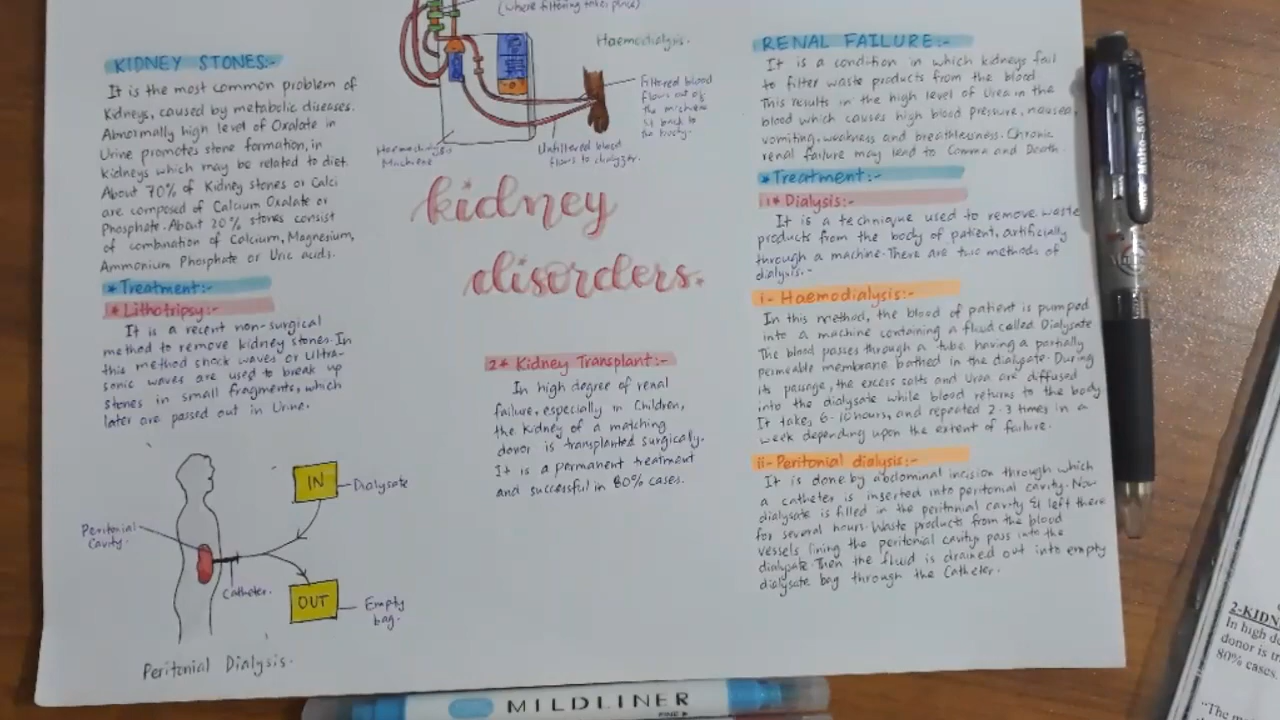 (where filtering takes place)
Haemodialysis.
Filtered blood
flows out of
the machine
& back to
the body.
Haemodialysis
Machine
Unfiltered blood
flows to dialyzer.
KIDNEY STONES:-
It is the most common problem of
Kidneys, caused by metabolic diseases.
Abnormally high level of Oxalate in
Urine promotes stone formation, in
kidneys which may be related to diet.
About 70% of Kidney stones or Calci
are composed of Calcium Oxalate or
Phosphate. About 20% stones consist
of combination of Calcium, Magnesium,
Ammonium Phosphate or Uric acids.
* Treatment:-
1* Lithotripsy:-
It is a recent non-surgical
method to remove kidney stones. In
this method shock waves or Ultra-
sonic waves are used to break up
stones in small fragments, which
later are passed out in Urine.
IN
Dialysate
Peritonial
Cavity.
Catheter.
OUT
Empty
bag.
Peritonial Dialysis.
kidney
disorders.
2* Kidney Transplant:-
In high degree of renal
failure, especially in Children,
the kidney of a matching
donor is transplanted surgically.
It is a permanent treatment
and successful in 80% cases.
RENAL FAILURE:-
It is a condition in which kidneys fail
to filter waste products from the blood
This results in the high level of Urea in the
blood which causes high blood pressure, nausea,
vomiting, weakness and breathlessness. Chronic
renal failure may lead to Comma and Death.
* Treatment:-
1* Dialysis:-
It is a technique used to remove waste
products from the body of patient, artificially
through a machine. There are two methods of
dialysis.-
i- Haemodialysis:-
In this method, the blood of patient is pumped
into a machine containing a fluid called Dialysate
The blood passes through a tube having a partially
permeable membrane bathed in the dialysate. During
its passage, the excess salts and Urea are diffused
into the dialysate while blood returns to the body
It takes 6-10 hours, and repeated 2-3 times in a
week depending upon the extent of failure.
ii- Peritonial dialysis:-
It is done by abdominal incision through which
a catheter is inserted into peritonial cavity. Now
dialysate is filled in the peritonial cavity & left there
for several hours. Waste products from the blood
vessels lining the peritonial cavity pass into the
dialysate. Then the fluid is drained out into empty
dialysate bag through the Catheter.
MILDLINER
FINE
2-KIDN
In high de
donor is tr
80% cases
"The